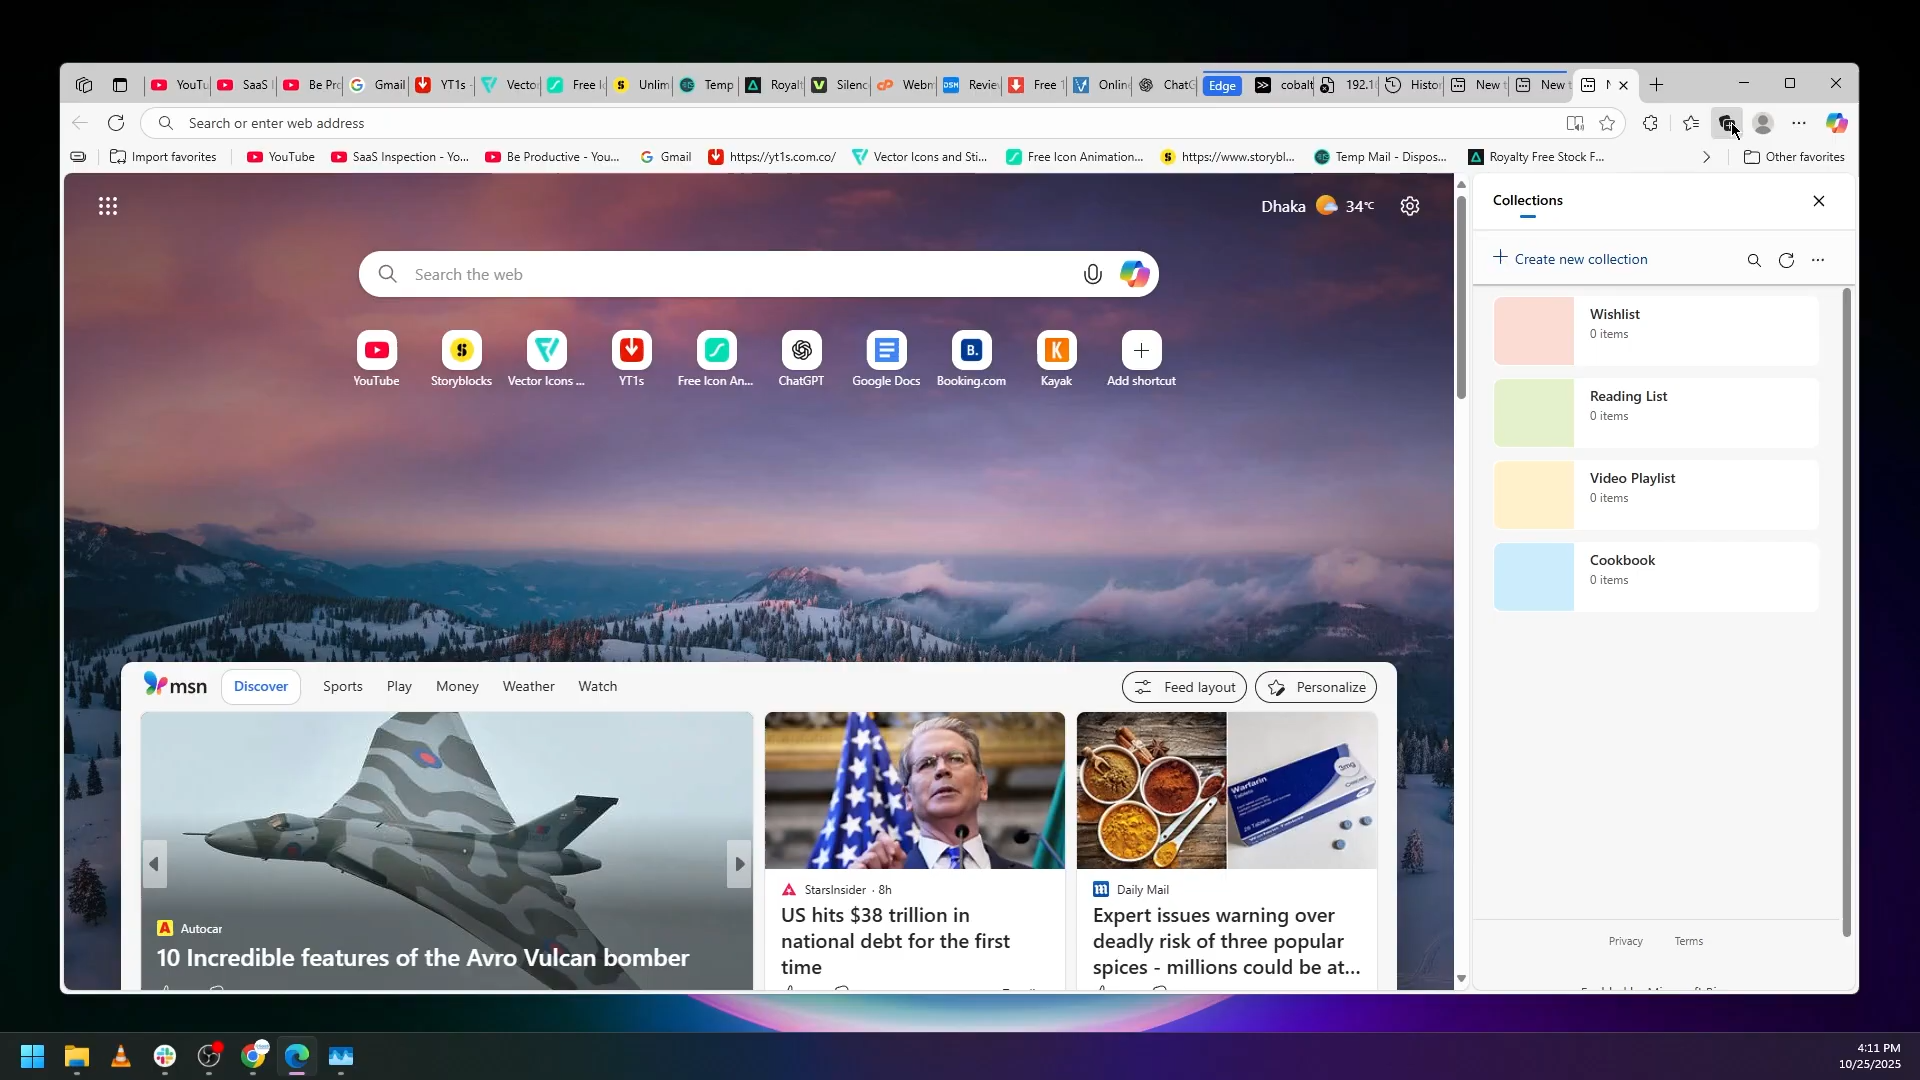 YouTu
SaaS I
Be Pro
Gmail
YT1s -
Vector
Free Ic
Unlim
Temp
Royalt
Silenc
Webm
Revie
Free 1
Onlin
ChatG
Edge
cobalt
192.1
Histor
New t
New t
Search or enter web address
Import favorites
YouTube
SaaS Inspection - Yo...
Be Productive - You...
Gmail
https://yt1s.com.co/
Vector Icons and Sti...
Free Icon Animation...
https://www.storybl...
Temp Mail - Dispos...
Royalty Free Stock F...
Other favorites
Dhaka 34°C
Search the web
YouTube
Storyblocks
Vector Icons ...
YT1s
Free Icon An...
ChatGPT
Google Docs
Booking.com
Kayak
Add shortcut
Collections
Create new collection
Wishlist
0 items
Reading List
0 items
Video Playlist
0 items
Cookbook
0 items
Privacy
Terms
msn
Discover
Sports
Play
Money
Weather
Watch
Feed layout
Personalize
Autocar
10 Incredible features of the Avro Vulcan bomber
StarsInsider · 8h
US hits $38 trillion in
national debt for the first
time
Warfarin
3mg
Daily Mail
Expert issues warning over
deadly risk of three popular
spices - millions could be at...
4:11 PM
10/25/2025